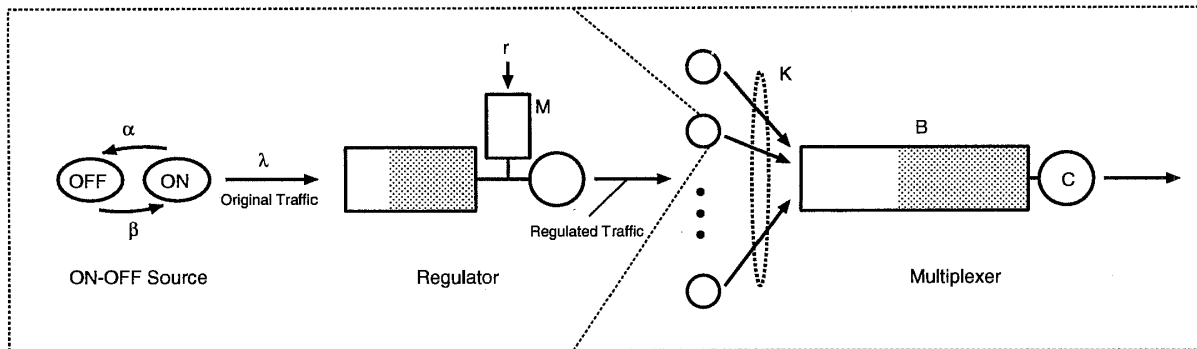 r
K
M
α
B
λ
OFF
ON
C
Original Traffic
β
Regulated Traffic
ON-OFF Source
Regulator
Multiplexer